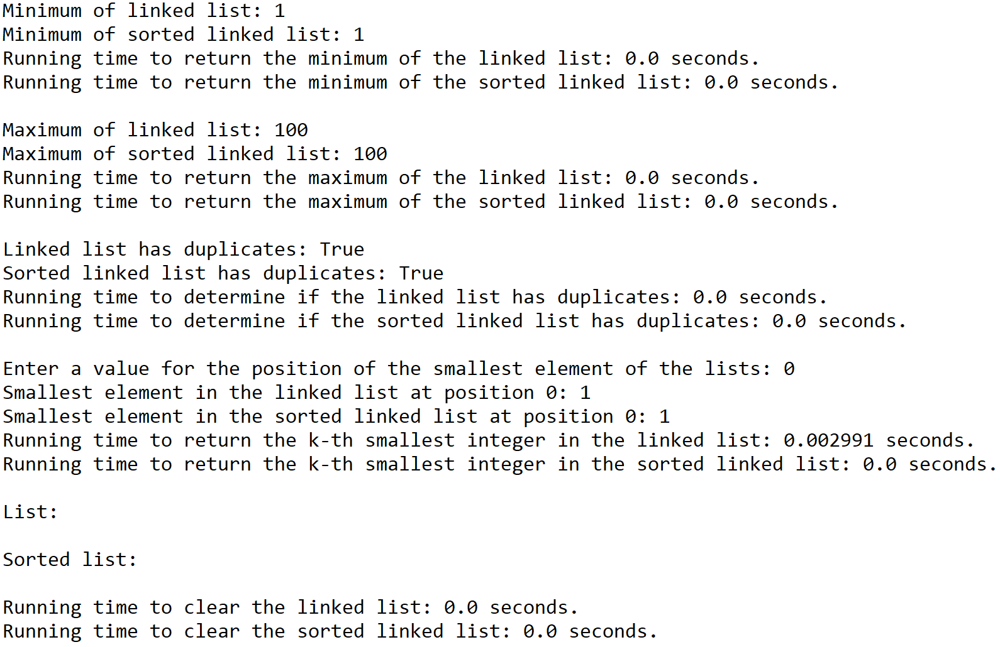 Minimum of linked list: 1
Minimum of sorted linked list: 1
Running time to return the minimum of the linked list: 0.0 seconds.
Running time to return the minimum of the sorted linked list: 0.0 seconds.
Maximum of linked list: 100
Maximum of sorted linked list: 100
Running time to return the maximum of the linked list: 0.0 seconds.
Running time to return the maximum of the sorted linked list: 0.0 seconds.
Linked list has duplicates: True
Sorted linked list has duplicates: True
Running time to determine if the linked list has duplicates: 0.0 seconds.
Running time to determine if the sorted linked list has duplicates: 0.0 seconds.
Enter a value for the position of the smallest element of the lists: 0
Smallest element in the linked list at position 0: 1
Smallest element in the sorted linked list at position 0: 1
Running time to return the k-th smallest integer in the linked list: 0.002991 seconds.
Running time to return the k-th smallest integer in the sorted linked list: 0.0 seconds.
List:
Sorted list:
Running time to clear the linked list: 0.0 seconds.
Running time to clear the sorted linked list: 0.0 seconds.